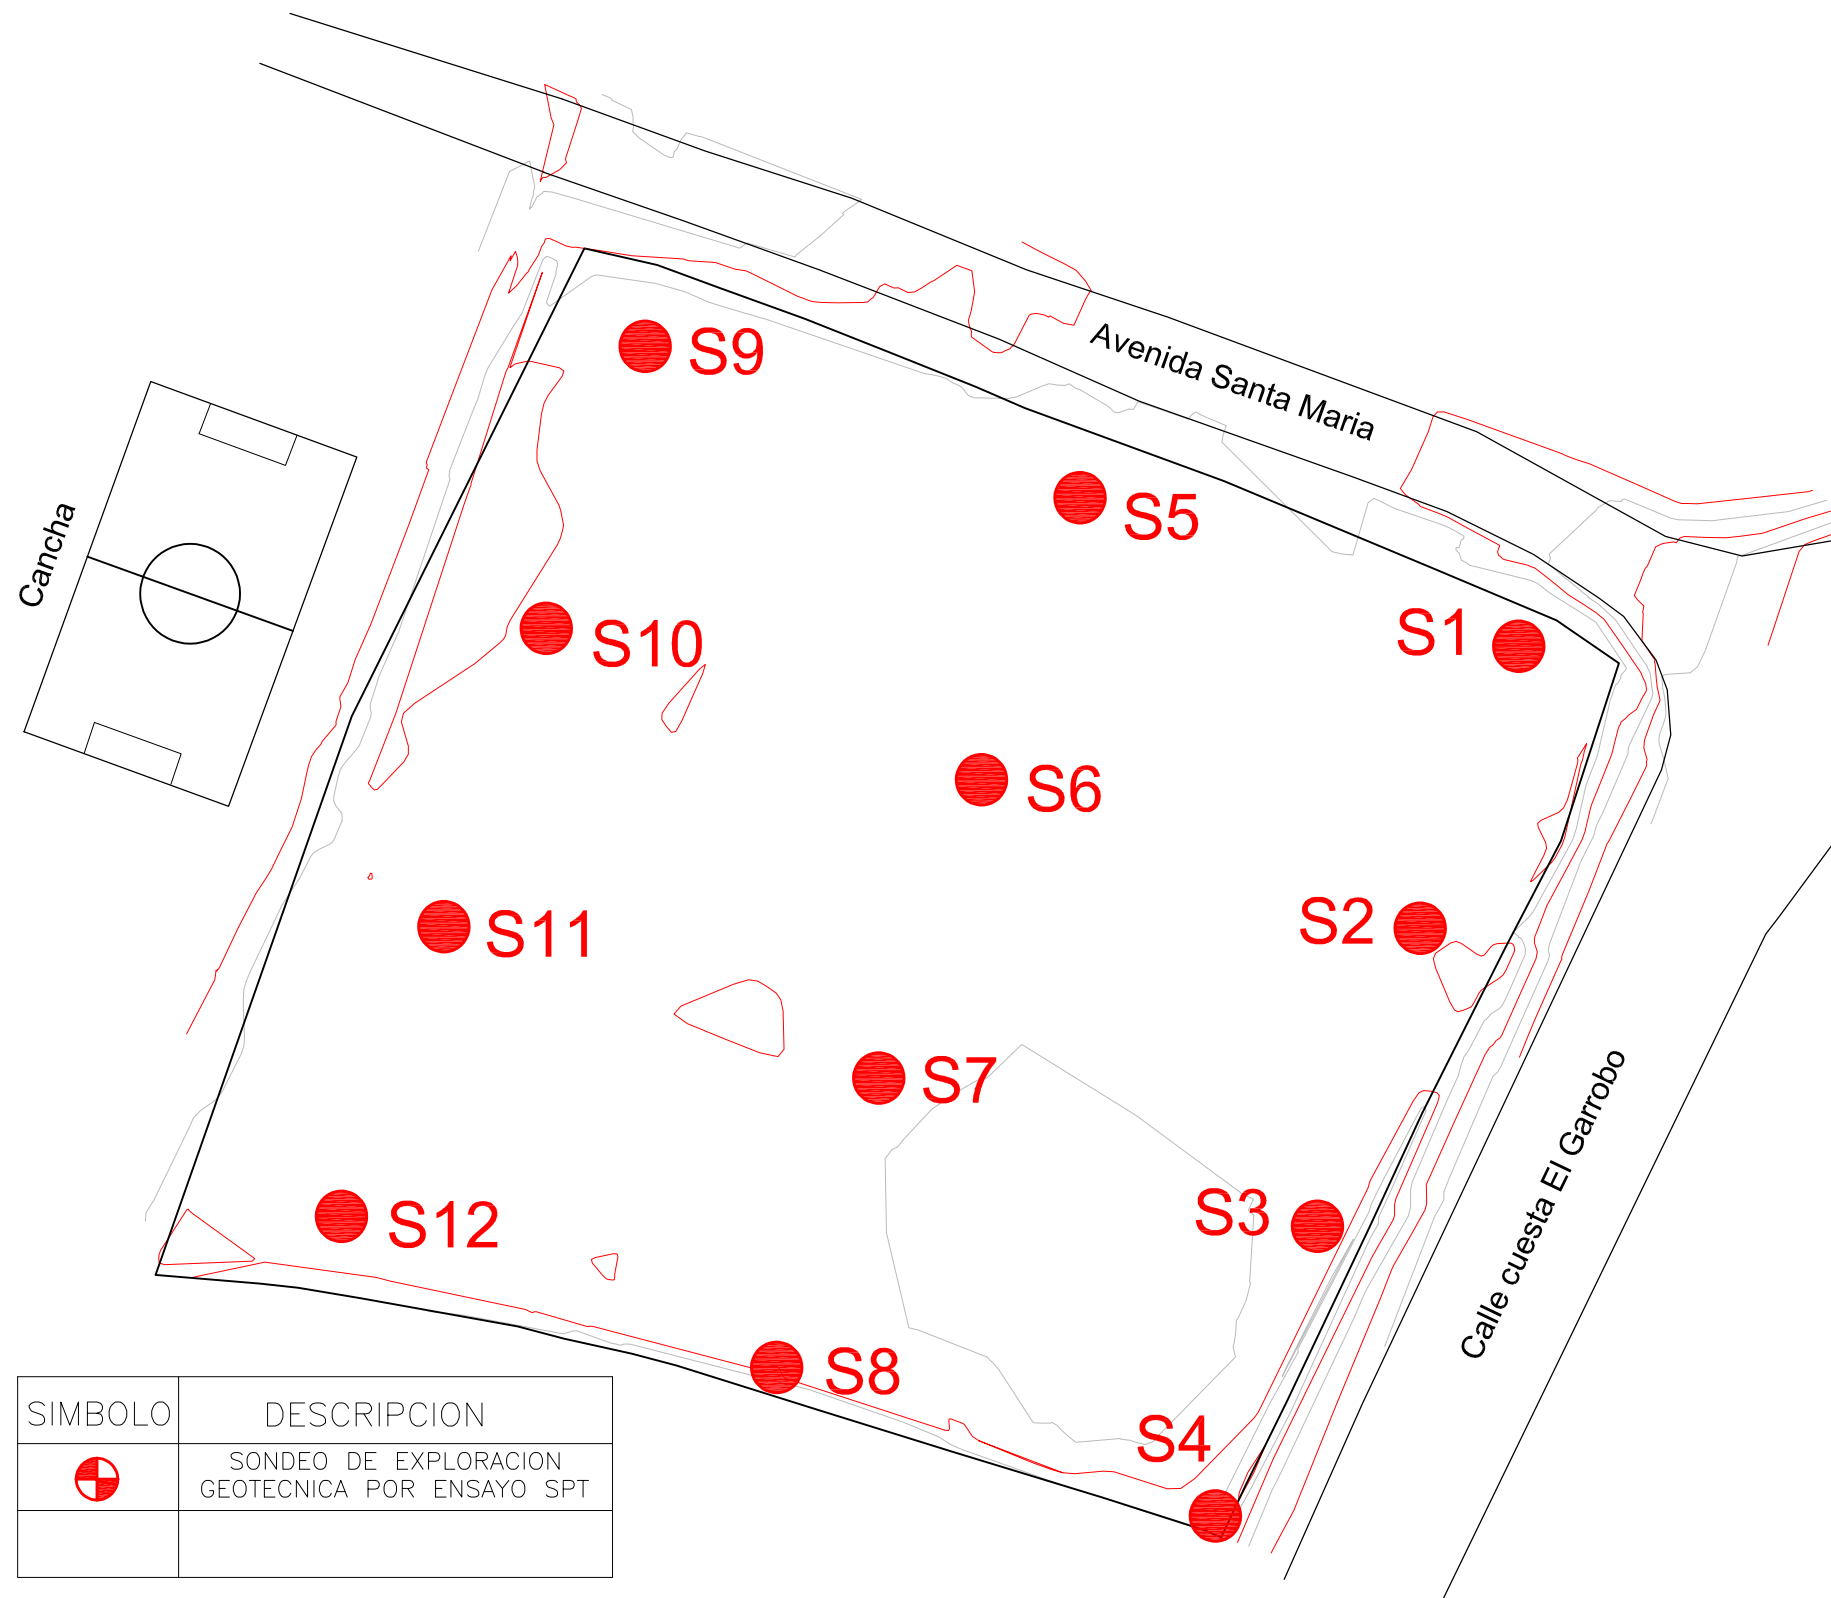 Avenida Santa Maria
S9
S5
Cancha
S10
S1
S6
S11
S2
S7
Calle cuesta El Garrobo
S12
S3
S8
S4
SIMBOLO
DESCRIPCION
SONDEO DE EXPLORACION
GEOTECNICA POR ENSAYO SPT